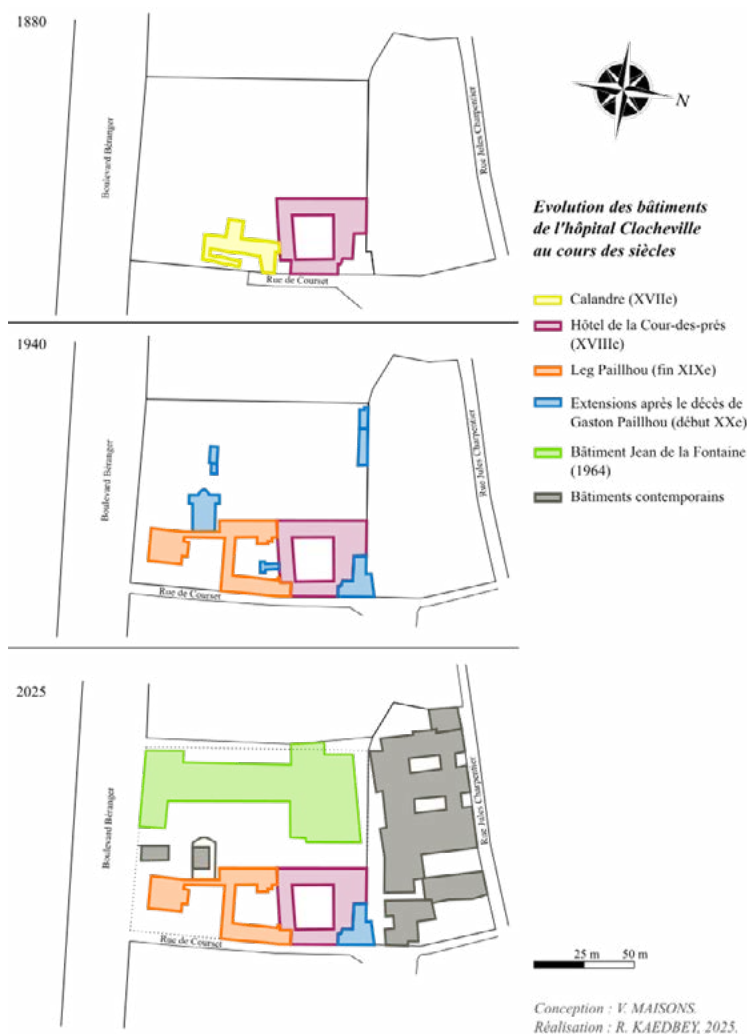 1880
Boulevard Béranger
Rue Jules Charpentier
Rue de Courset
N
Evolution des bâtiments
de l'hôpital Clocheville
au cours des siècles
Calandre (XVIIe)
Hôtel de la Cour-des-près
(XVIIIe)
Leg Paillhou (fin XIXe)
Extensions après le décès de
Gaston Paillhou (début XXe)
Bâtiment Jean de la Fontaine
(1964)
Bâtiments contemporains
1940
Boulevard Béranger
Rue Jules Charpentier
Rue de Courset
2025
Boulevard Béranger
Rue Jules Charpentier
Rue de Courset
25 m 50 m
Conception : V. MAISONS.
Réalisation : R. KAEDBEY, 2025.